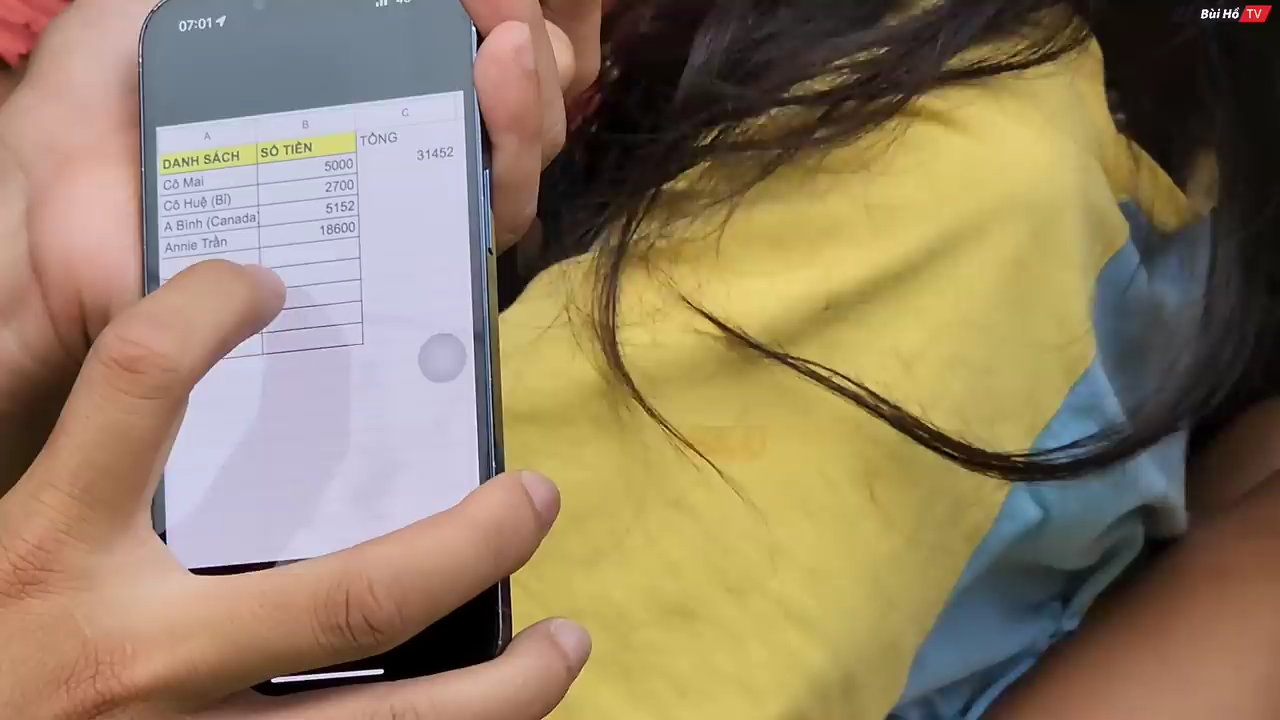 Bùi Hồ TV
07:01
A B C
DANH SÁCH SỐ TIỀN TỔNG
Cô Mai 5000 31452
Cô Huệ (Bỉ) 2700
A Bình (Canada 5152
Annie Trần 18600